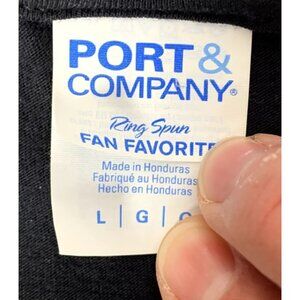 PORT &
COMPANY®
Ring Spun
FAN FAVORITE
Made in Honduras
Fabriqué au Honduras
Hecho en Honduras
L | G |